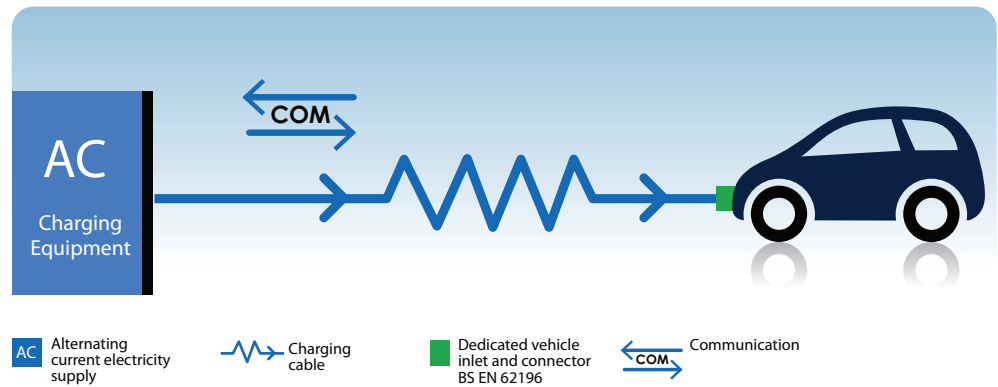 COM
AC
Charging
Equipment
AC
Alternating
current electricity
supply
Charging
cable
Dedicated vehicle
inlet and connector
BS EN 62196
COM
Communication